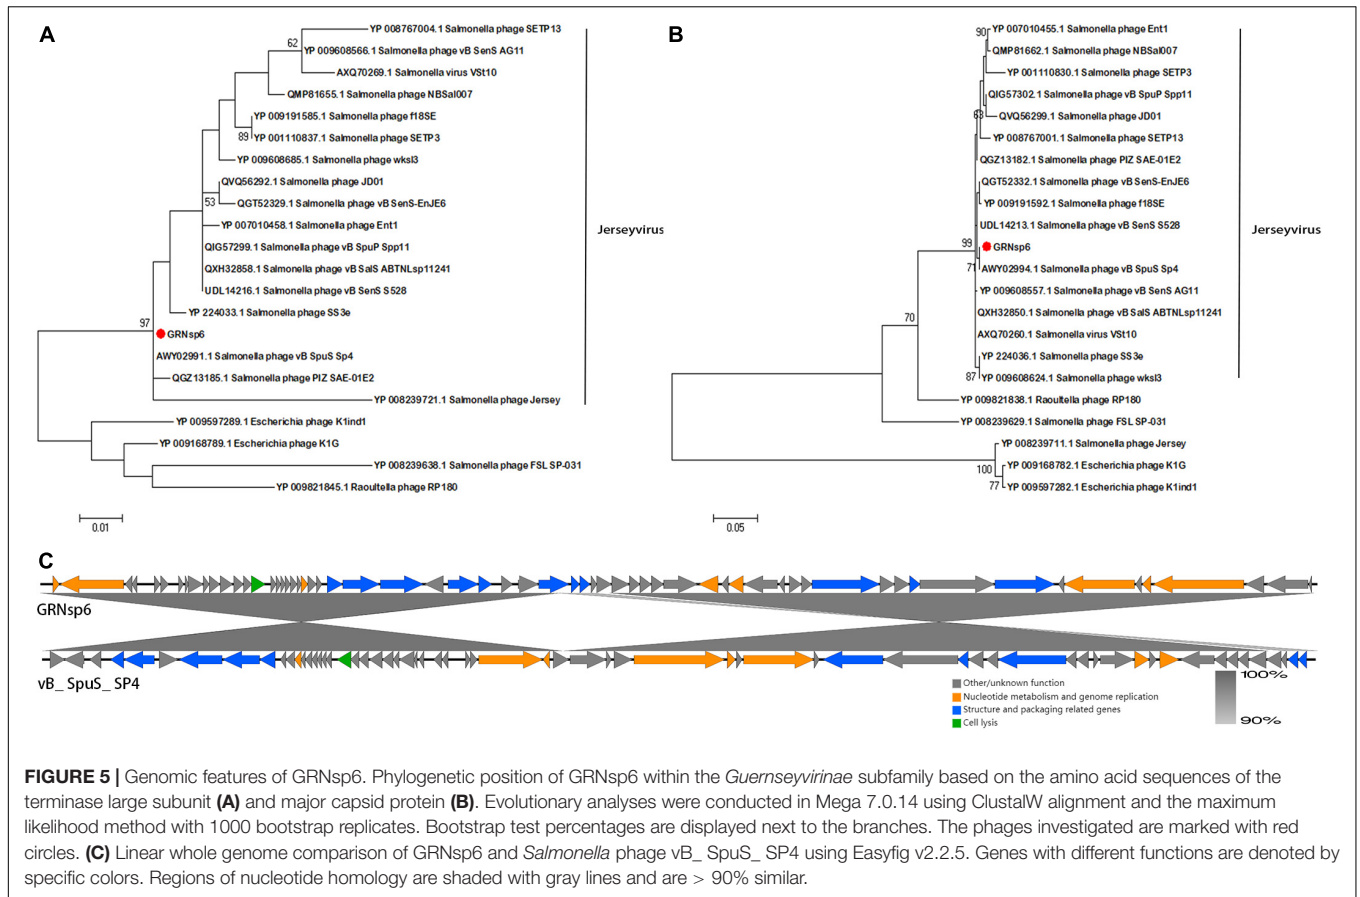 A
YP 008767004.1 Salmonella phage SETP13
62
YP 009608566.1 Salmonella phage vB SenS AG11
AXQ70269.1 Salmonella virus VSt10
QMP81655.1 Salmonella phage NBSal007
YP 009191585.1 Salmonella phage f18SE
89
YP 001110837.1 Salmonella phage SETP3
YP 009608685.1 Salmonella phage wksl3
QVQ56292.1 Salmonella phage JD01
53
QGT52329.1 Salmonella phage vB SenS-EnJE6
YP 007010458.1 Salmonella phage Ent1
QIG57299.1 Salmonella phage vB SpuP Spp11
QXH32858.1 Salmonella phage vB SalS ABTNLsp11241
UDL14216.1 Salmonella phage vB SenS S528
YP 224033.1 Salmonella phage SS3e
97
GRNsp6
AWY02991.1 Salmonella phage vB SpuS Sp4
QGZ13185.1 Salmonella phage PIZ SAE-01E2
YP 008239721.1 Salmonella phage Jersey
YP 009597289.1 Escherichia phage K1ind1
YP 009168789.1 Escherichia phage K1G
YP 008239638.1 Salmonella phage FSL SP-031
YP 009821845.1 Raoultella phage RP180
Jerseyvirus
0.01
B
90
YP 007010455.1 Salmonella phage Ent1
QMP81662.1 Salmonella phage NBSal007
YP 001110830.1 Salmonella phage SETP3
QIG57302.1 Salmonella phage vB SpuP Spp11
63
QVQ56299.1 Salmonella phage JD01
YP 008767001.1 Salmonella phage SETP13
QGZ13182.1 Salmonella phage PIZ SAE-01E2
QGT52332.1 Salmonella phage vB SenS-EnJE6
YP 009191592.1 Salmonella phage f18SE
UDL14213.1 Salmonella phage vB SenS S528
99
GRNsp6
71
AWY02994.1 Salmonella phage vB SpuS Sp4
YP 009608557.1 Salmonella phage vB SenS AG11
QXH32850.1 Salmonella phage vB SalS ABTNLsp11241
70
AXQ70260.1 Salmonella virus VSt10
YP 224036.1 Salmonella phage SS3e
87
YP 009608624.1 Salmonella phage wksl3
YP 009821838.1 Raoultella phage RP180
YP 008239629.1 Salmonella phage FSL SP-031
YP 008239711.1 Salmonella phage Jersey
100
YP 009168782.1 Escherichia phage K1G
77
YP 009597282.1 Escherichia phage K1ind1
Jerseyvirus
0.05
C
GRNsp6
vB_ SpuS_ SP4
Other/unknown function
Nucleotide metabolism and genome replication
Structure and packaging related genes
Cell lysis
100%
90%
FIGURE 5 | Genomic features of GRNsp6. Phylogenetic position of GRNsp6 within the Guernseyvirinae subfamily based on the amino acid sequences of the
terminase large subunit (A) and major capsid protein (B). Evolutionary analyses were conducted in Mega 7.0.14 using ClustalW alignment and the maximum
likelihood method with 1000 bootstrap replicates. Bootstrap test percentages are displayed next to the branches. The phages investigated are marked with red
circles. (C) Linear whole genome comparison of GRNsp6 and Salmonella phage vB_ SpuS_ SP4 using Easyfig v2.2.5. Genes with different functions are denoted by
specific colors. Regions of nucleotide homology are shaded with gray lines and are > 90% similar.